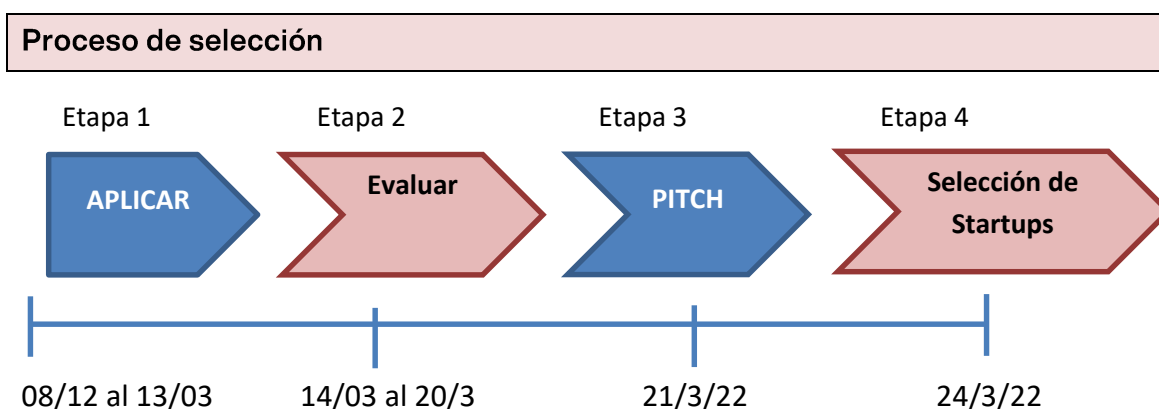 Proceso de selección
Etapa 1
Etapa 2
Etapa 3
Etapa 4
APLICAR
Evaluar
PITCH
Selección de
Startups
08/12 al 13/03
14/03 al 20/3
21/3/22
24/3/22